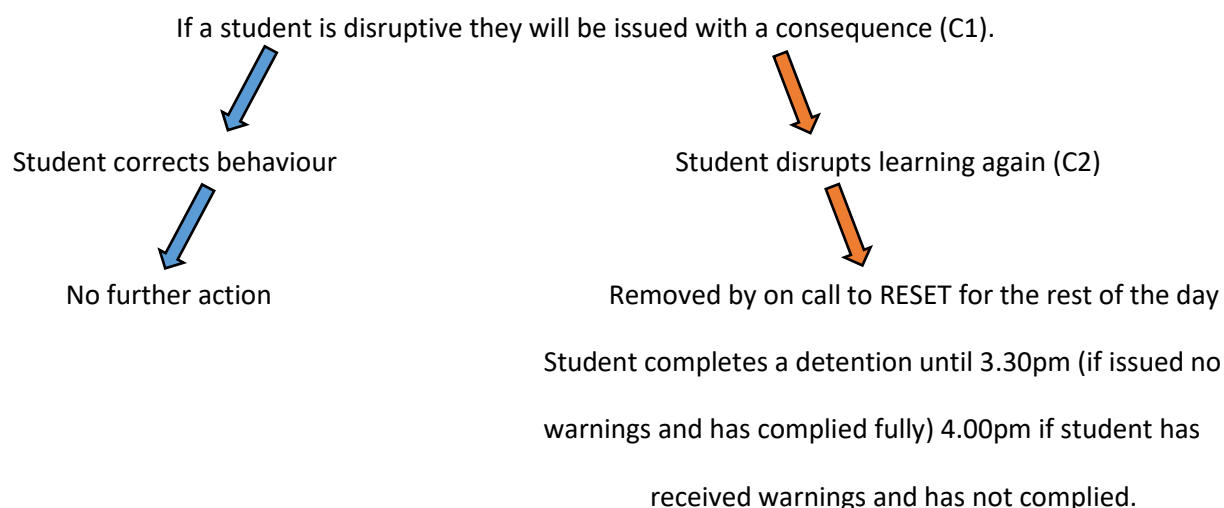 If a student is disruptive they will be issued with a consequence (C1).
Student corrects behaviour
Student disrupts learning again (C2)
No further action
Removed by on call to RESET for the rest of the day
Student completes a detention until 3.30pm (if issued no
warnings and has complied fully) 4.00pm if student has
received warnings and has not complied.